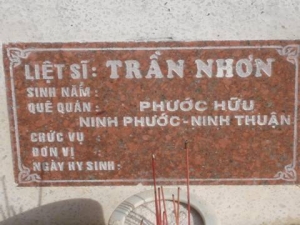 LIỆT SĨ: TRẦN NHƠN
SINH NĂM:
QUÊ QUÁN: PHƯỚC HỮU
NINH PHƯỚC-NINH THUẬN
CHỨC VỤ
ĐƠN VỊ :
NGÀY HY SINH: